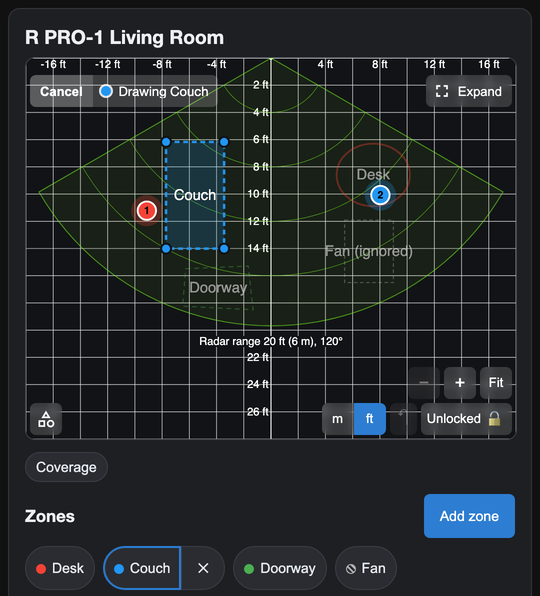 R PRO-1 Living Room
-16 ft -12 ft -8 ft -4 ft 4 ft 8 ft 12 ft 16 ft
2 ft
Cancel Drawing Couch Expand
4 ft
6 ft
8 ft
Desk
Couch 10 ft 2
1
12 ft
14 ft Fan (ignored)
Doorway
Radar range 20 ft (6 m), 120°
22 ft
24 ft − + Fit
26 ft m ft Unlocked
Coverage
Zones Add zone
Desk Couch × Doorway Fan